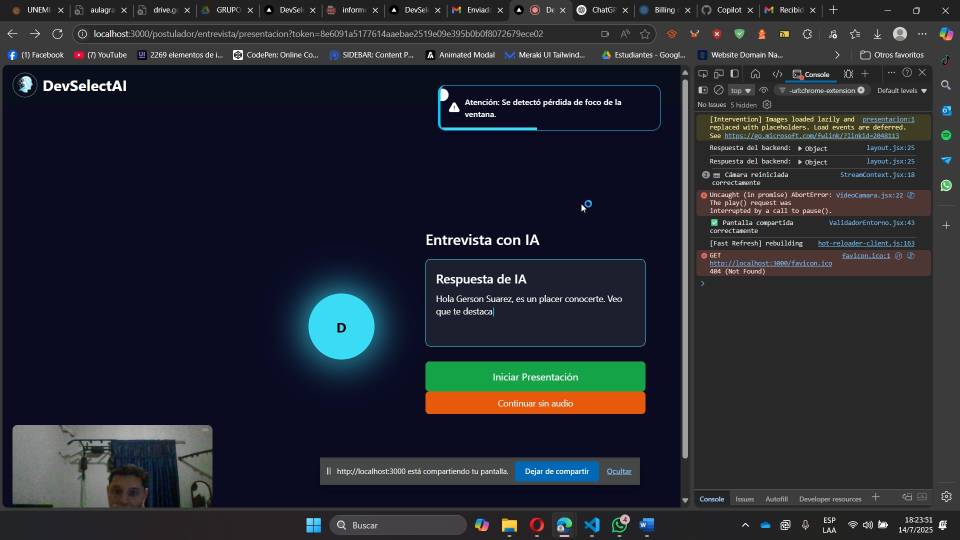 UNEMI
aulagra
drive.go
GRUPO
DevSele
inform
DevSel
Enviado
De
ChatGP
Billing
Copilot
Recibid
localhost:3000/postulador/entrevista/presentacion?token=8e6091a5177614aaebae2519e09e395b0b0f8072679ece02
(1) Facebook
(7) YouTube
2269 elementos de i...
CodePen: Online Co...
SIDEBAR: Content P...
Animated Modal
Meraki UI Tailwind...
Estudiantes - Googl...
Website Domain Na...
Otros favoritos
DevSelectAI
Atención: Se detectó pérdida de foco de la
ventana.
Entrevista con IA
Respuesta de IA
Hola Gerson Suarez, es un placer conocerte. Veo
que te destaca
D
Iniciar Presentación
Continuar sin audio
http://localhost:3000 está compartiendo tu pantalla.
Dejar de compartir
Ocultar
Console
top
-url:chrome-extension
Default levels
No Issues
5 hidden
[Intervention] Images loaded lazily and presentacion:1
replaced with placeholders. Load events are deferred.
See https://go.microsoft.com/fwlink/?linkid=2048113
Respuesta del backend: Object layout.jsx:25
Respuesta del backend: Object layout.jsx:25
2 Cámara reiniciada StreamContext.jsx:18
correctamente
Uncaught (in promise) AbortError: VideoCamara.jsx:22
The play() request was
interrupted by a call to pause().
Pantalla compartida ValidadorEntorno.jsx:43
correctamente
[Fast Refresh] rebuilding hot-reloader-client.js:163
GET favicon.ico:1
http://localhost:3000/favicon.ico
404 (Not Found)
Console
Issues
Autofill
Developer resources
Buscar
4
ESP
LAA
18:23:51
14/7/2025